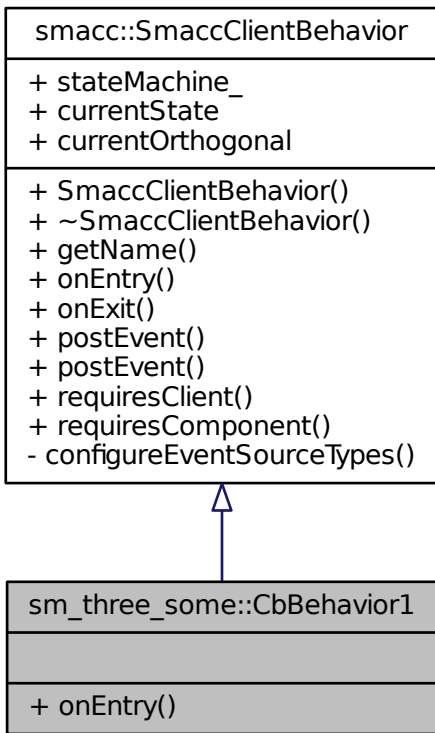 smacc::SmaccClientBehavior
+ stateMachine_
+ currentState
+ currentOrthogonal
+ SmaccClientBehavior()
+ ~SmaccClientBehavior()
+ getName()
+ onEntry()
+ onExit()
+ postEvent()
+ postEvent()
+ requiresClient()
+ requiresComponent()
- configureEventSourceTypes()
sm_three_some::CbBehavior1
+ onEntry()